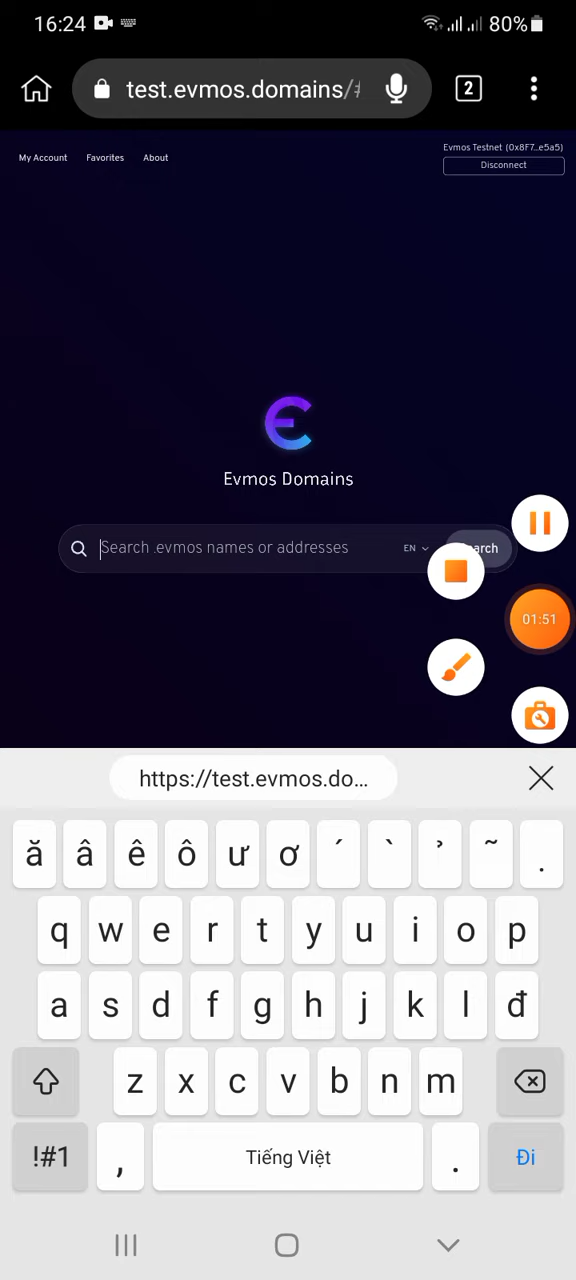 16:24 80%
test.evmos.domains/# 2
My Account Favorites About
Evmos Testnet (0x8F7...e5a5)
Disconnect
Evmos Domains
Search .evmos names or addresses EN arch
01:51
https://test.evmos.do...
ă â ê ô ư ơ ́ ̀ ̉ ̃ .
q w e r t y u i o p
a s d f g h j k l đ
z x c v b n m
!#1 , Tiếng Việt . Đi